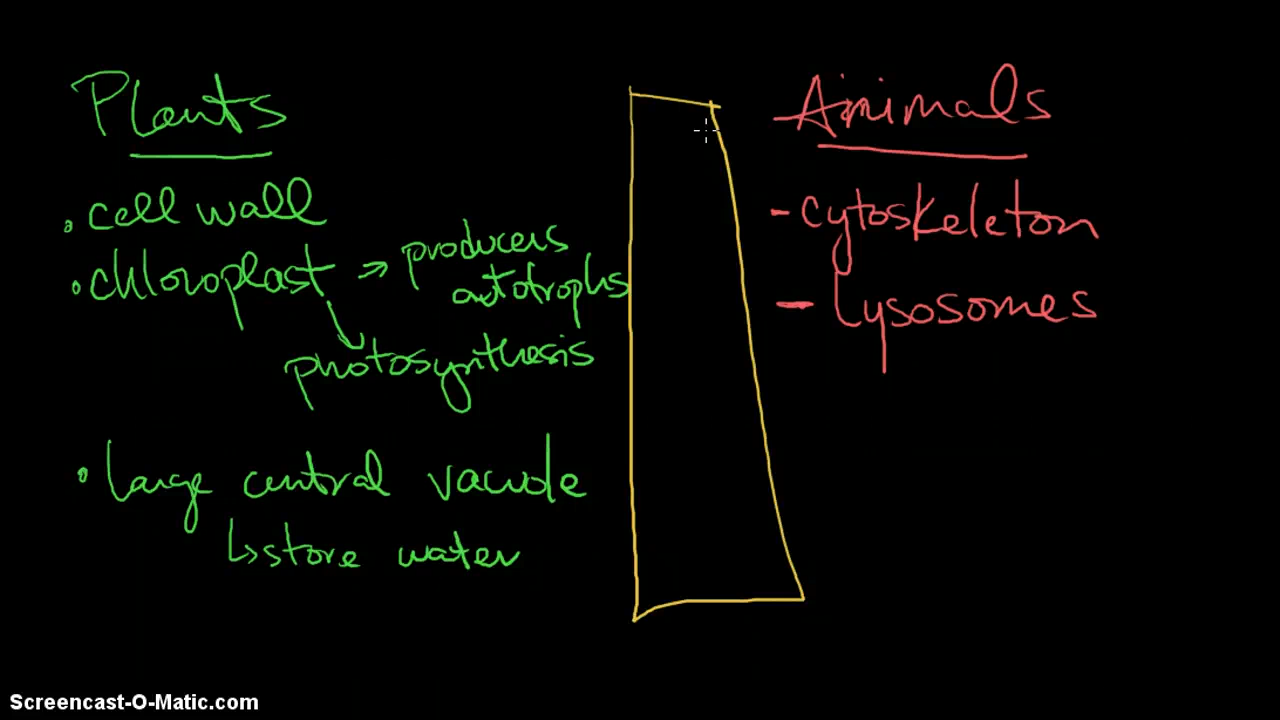 Plants
• cell wall
• chloroplast → producers
autotrophs
photosynthesis
• Large central vacuole
↳ store water
Animals
- Cytoskeleton
- Lysosomes
Screencast-O-Matic.com